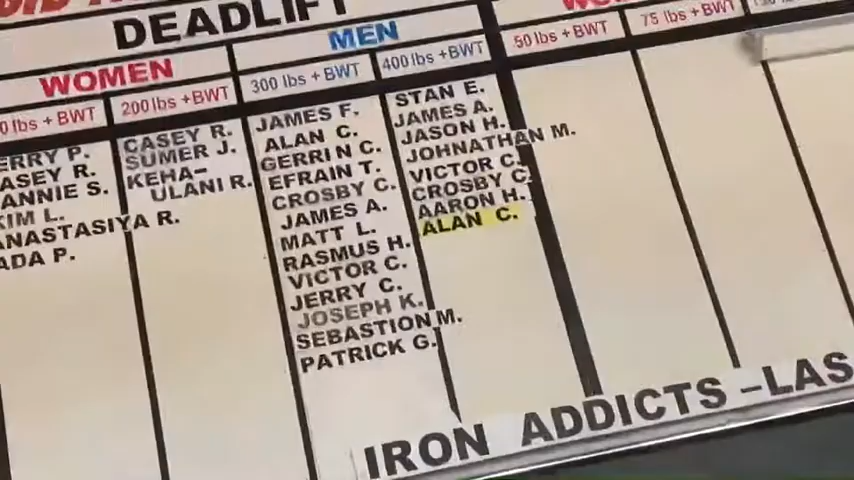 DEADLIFT
WOMEN
MEN
0 lbs + BWT
200 lbs + BWT
300 lbs + BWT
400 lbs + BWT
50 lbs + BWT
75 lbs + BWT
ERRY P.
ASEY R.
ANNIE S.
KIM L.
ANASTASIYA R.
ADA P.
CASEY R.
SUMER J.
KEHA-
ULANI R.
JAMES F.
ALAN C.
GERRIN C.
EFRAIN T.
CROSBY C.
JAMES A.
MATT L.
RASMUS H.
VICTOR C.
JERRY C.
JOSEPH K.
SEBASTION M.
PATRICK G.
STAN E.
JAMES A.
JASON H.
JOHNATHAN M.
VICTOR C.
CROSBY C.
AARON H.
ALAN C.
IRON ADDICTS -LAS